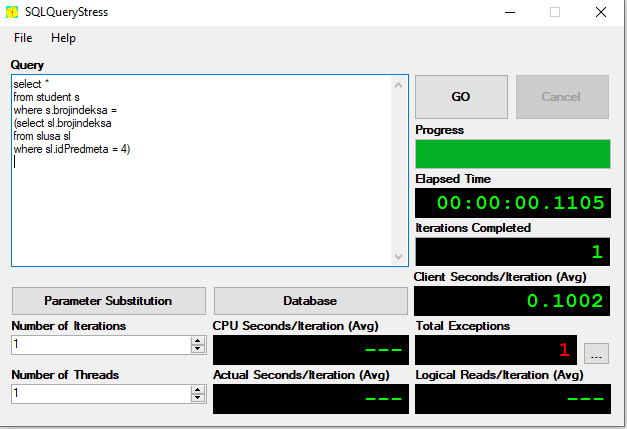 SQLQueryStress
File Help
Query
select *
from student s
where s.brojindeksa =
(select sl.brojindeksa
from slusa sl
where sl.idPredmeta = 4)
GO Cancel
Progress
Elapsed Time
00:00:00.1105
Iterations Completed
1
Client Seconds/Iteration (Avg)
0.1002
Parameter Substitution Database
Number of Iterations CPU Seconds/Iteration (Avg) Total Exceptions
1 --- 1 ...
Number of Threads Actual Seconds/Iteration (Avg) Logical Reads/Iteration (Avg)
1 --- ---